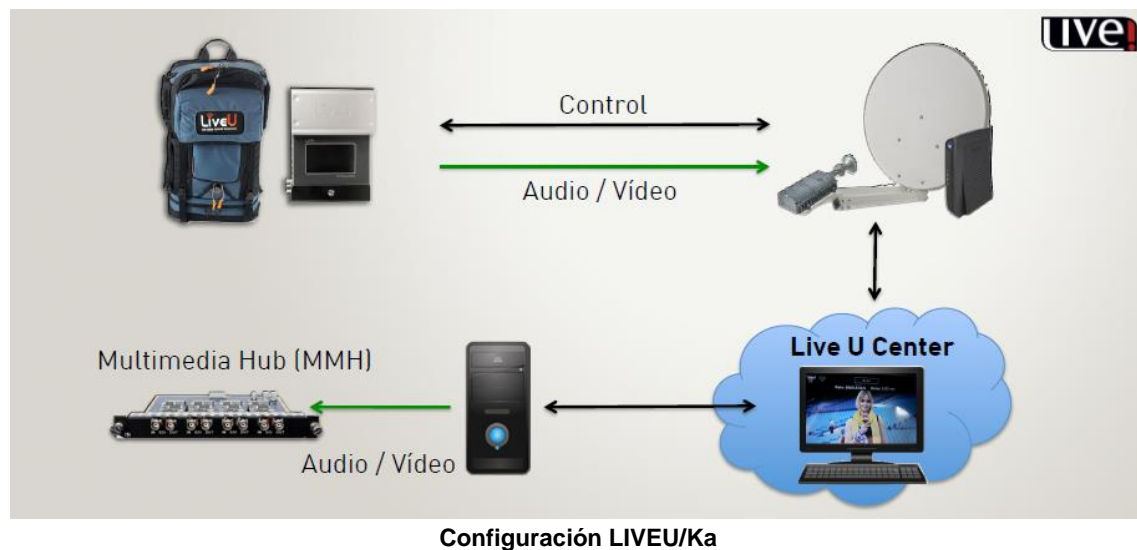 LIVE!
LiveU
Control
Audio / Vídeo
Live U Center
Multimedia Hub (MMH)
Audio / Vídeo
Configuración LIVEU/Ka